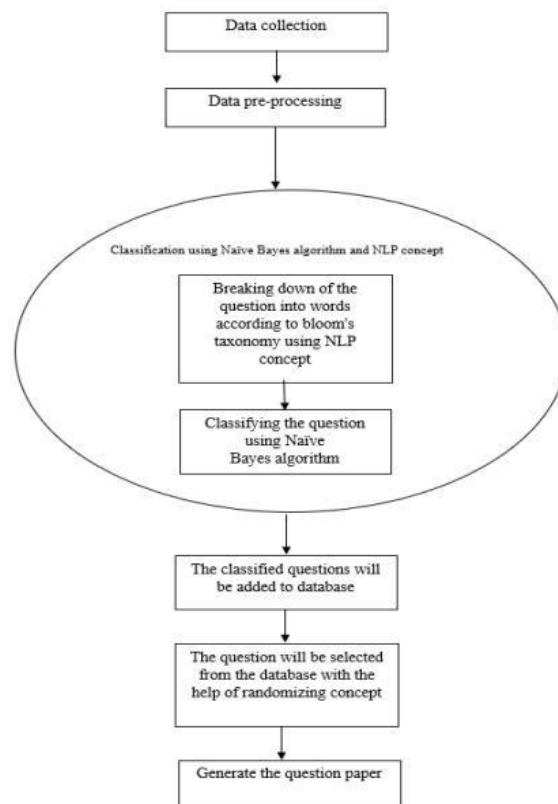 Data collection
Data pre-processing
Classification using Naïve Bayes algorithm and NLP concept
Breaking down of the
question into words
according to bloom's
taxonomy using NLP
concept
Classifying the question
using Naïve
Bayes algorithm
The classified questions will
be added to database
The question will be selected
from the database with the
help of randomizing concept
Generate the question paper